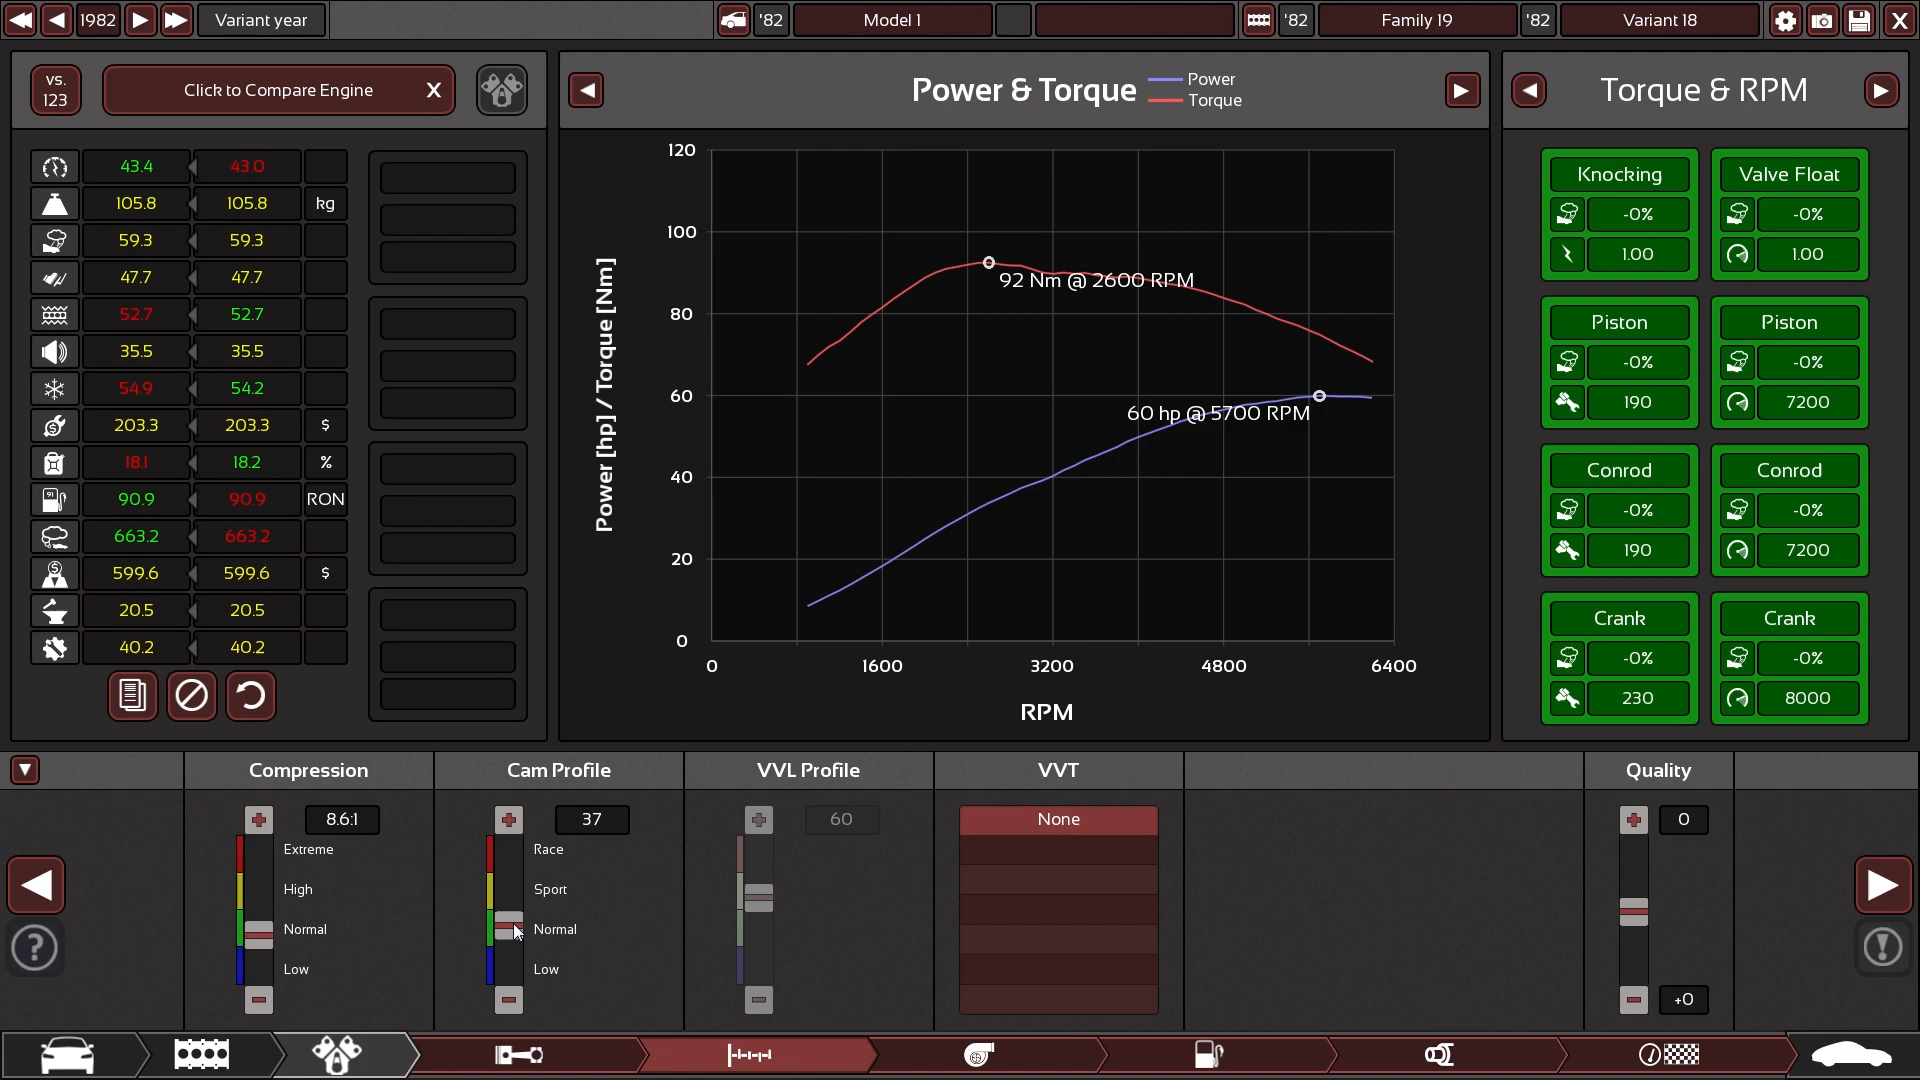 1982
Variant year
'82
Model 1
'82
Family 19
'82
Variant 18
X
vs.
123
Click to Compare Engine
X
43.4 43.0
105.8 105.8 kg
59.3 59.3
47.7 47.7
52.7 52.7
35.5 35.5
54.9 54.2
203.3 203.3 $
18.1 18.2 %
91
90.9 90.9 RON
663.2 663.2
599.6 599.6 $
20.5 20.5
40.2 40.2
Power & Torque
Power
Torque
Power [hp] / Torque [Nm]
120
100
80
60
40
20
0
92 Nm @ 2600 RPM
60 hp @ 5700 RPM
0 1600 3200 4800 6400
RPM
Torque & RPM
Knocking
-0%
1.00
Valve Float
-0%
1.00
Piston
-0%
190
Piston
-0%
7200
Conrod
-0%
190
Conrod
-0%
7200
Crank
-0%
230
Crank
-0%
8000
Compression
8.6:1
Extreme
High
Normal
Low
Cam Profile
37
Race
Sport
Normal
Low
VVL Profile
60
VVT
None
Quality
0
+0
?
!